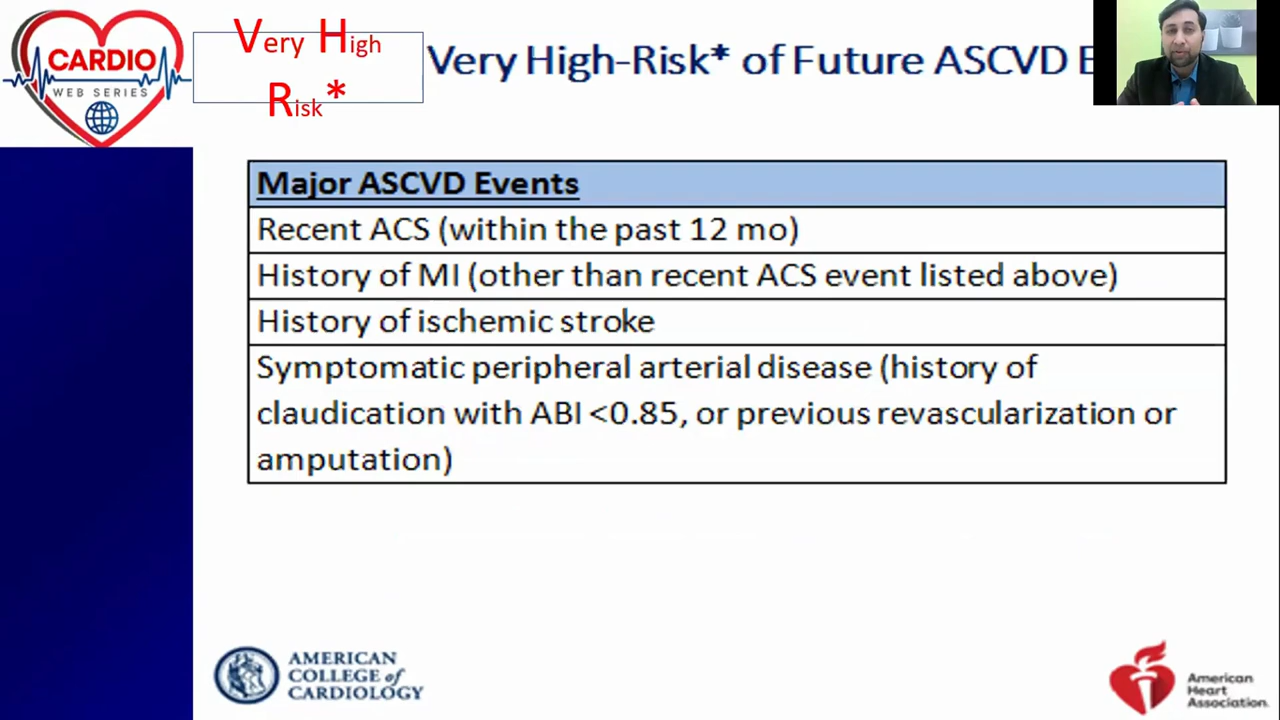 CARDIO
WEB SERIES
Very High
Risk*
Very High-Risk* of Future ASCVD E
Major ASCVD Events
Recent ACS (within the past 12 mo)
History of MI (other than recent ACS event listed above)
History of ischemic stroke
Symptomatic peripheral arterial disease (history of
claudication with ABI <0.85, or previous revascularization or
amputation)
AMERICAN
COLLEGE of
CARDIOLOGY
American
Heart
Association.